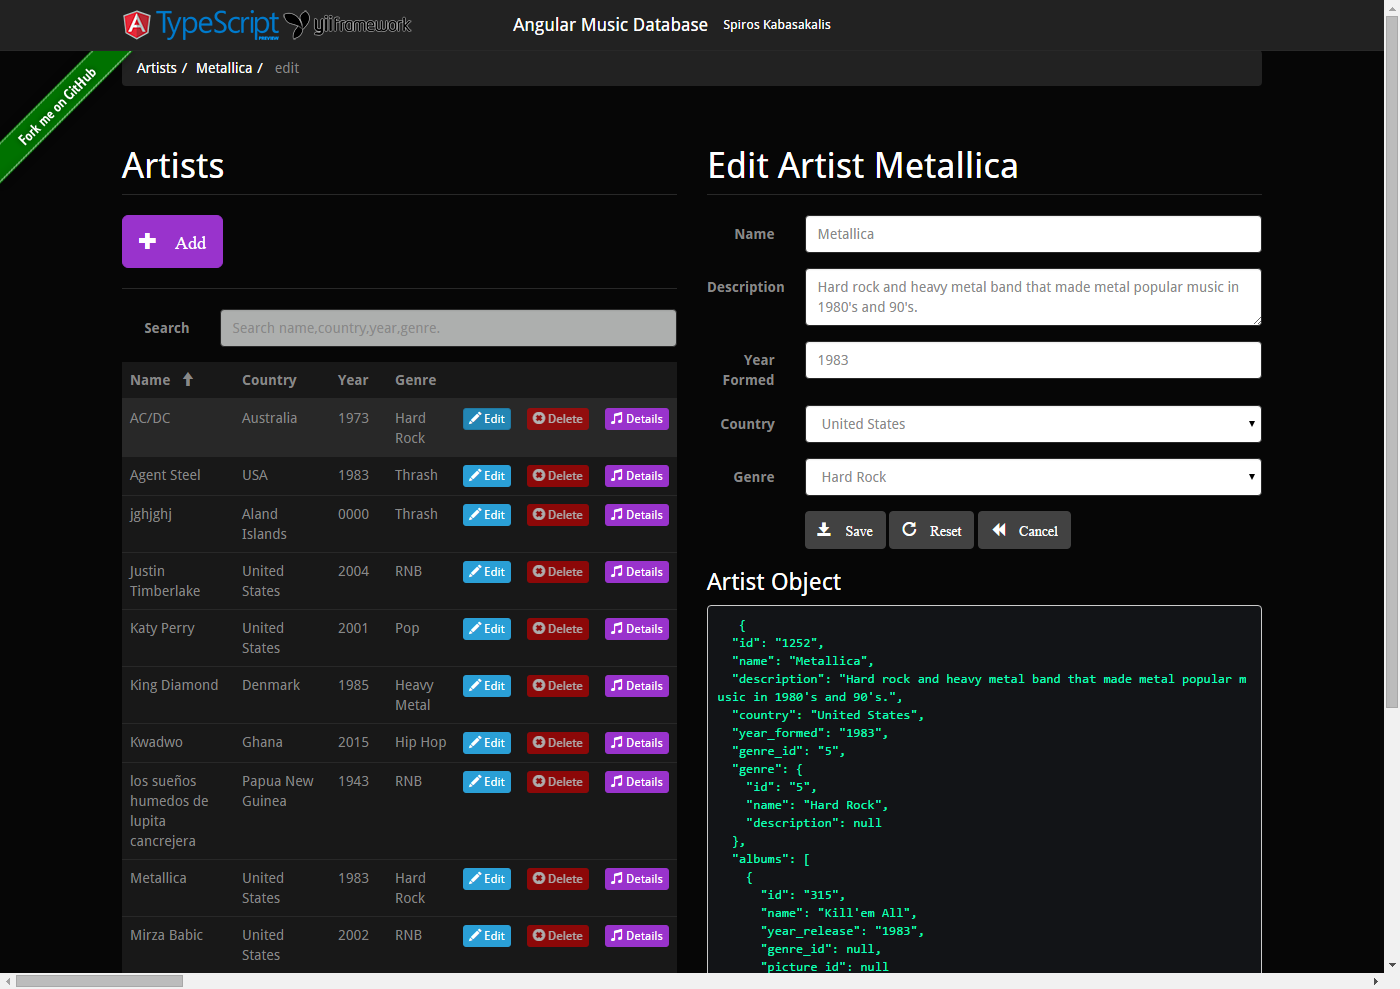 TypeScript PREVIEW yiiframework Angular Music Database Spiros Kabasakalis
Fork me on GitHub
Artists / Metallica / edit
Artists
Add
Search Search name,country,year,genre.
Name Country Year Genre
AC/DC Australia 1973 Hard Rock Edit Delete Details
Agent Steel USA 1983 Thrash Edit Delete Details
jghjghj Aland Islands 0000 Thrash Edit Delete Details
Justin Timberlake United States 2004 RNB Edit Delete Details
Katy Perry United States 2001 Pop Edit Delete Details
King Diamond Denmark 1985 Heavy Metal Edit Delete Details
Kwadwo Ghana 2015 Hip Hop Edit Delete Details
los sueños humedos de lupita cancrejera Papua New Guinea 1943 RNB Edit Delete Details
Metallica United States 1983 Hard Rock Edit Delete Details
Mirza Babic United States 2002 RNB Edit Delete Details
Edit Artist Metallica
Name Metallica
Description Hard rock and heavy metal band that made metal popular music in
1980's and 90's.
Year Formed 1983
Country United States
Genre Hard Rock
Save Reset Cancel
Artist Object
{
"id": "1252",
"name": "Metallica",
"description": "Hard rock and heavy metal band that made metal popular m
usic in 1980's and 90's.",
"country": "United States",
"year_formed": "1983",
"genre_id": "5",
"genre": {
"id": "5",
"name": "Hard Rock",
"description": null
},
"albums": [
{
"id": "315",
"name": "Kill'em All",
"year_release": "1983",
"genre_id": null,
"picture_id": null